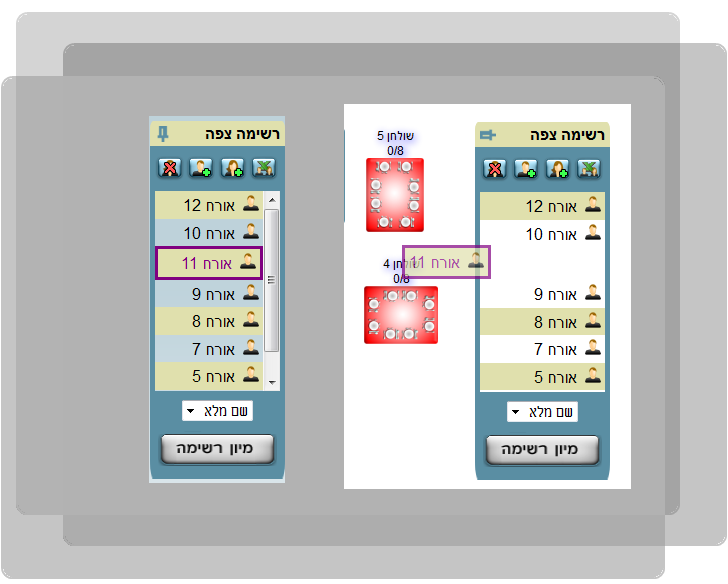 רשימה צפה
אורח 12
אורח 10
אורח 11
אורח 9
אורח 8
אורח 7
אורח 5
שם מלא
מיון רשימה
רשימה צפה
אורח 12
אורח 10
אורח 9
אורח 8
אורח 7
אורח 5
שם מלא
מיון רשימה
שולחן 5
0/8
אורח 11
שולחן 4
0/8